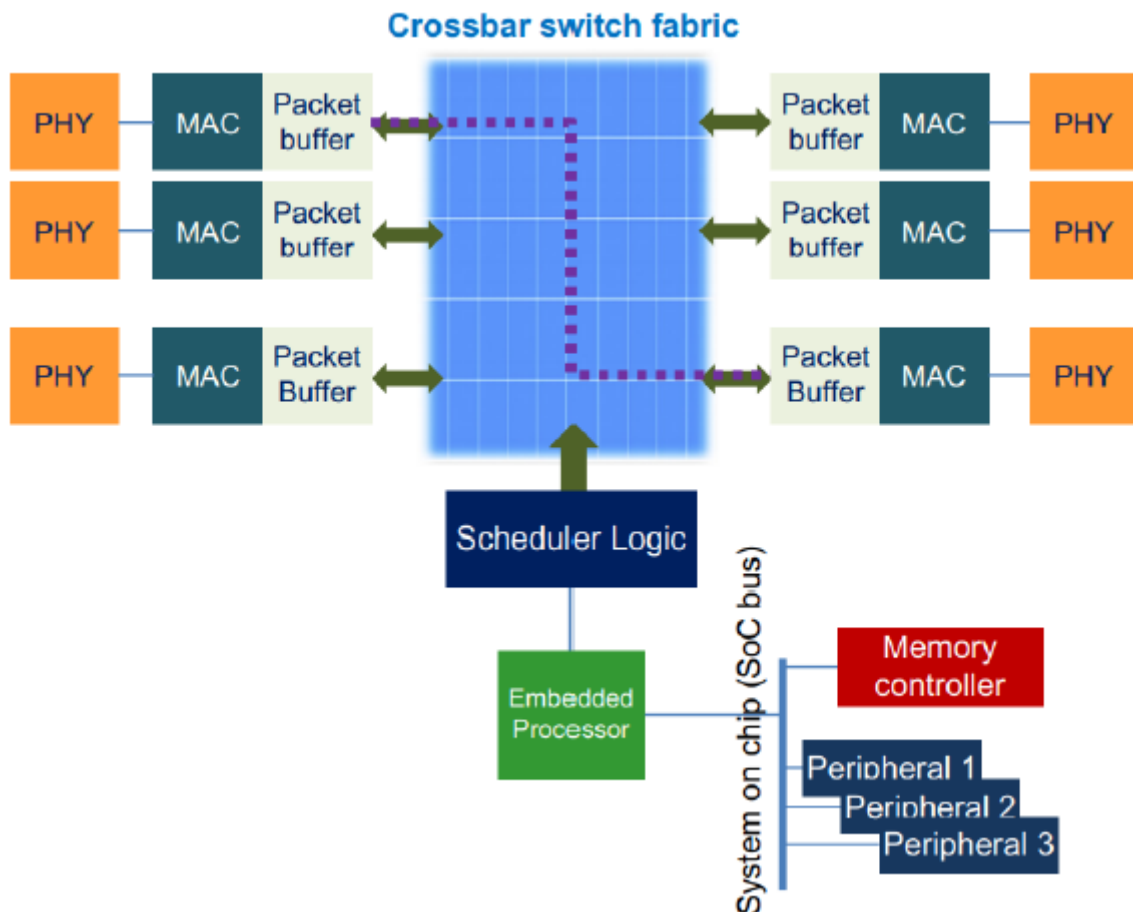 Crossbar switch fabric
PHY
MAC
Packet
buffer
Packet
buffer
MAC
PHY
PHY
MAC
Packet
buffer
Packet
buffer
MAC
PHY
PHY
MAC
Packet
Buffer
Packet
Buffer
MAC
PHY
Scheduler Logic
Embedded
Processor
System on chip (SoC bus)
Memory
controller
Peripheral 1
Peripheral 2
Peripheral 3